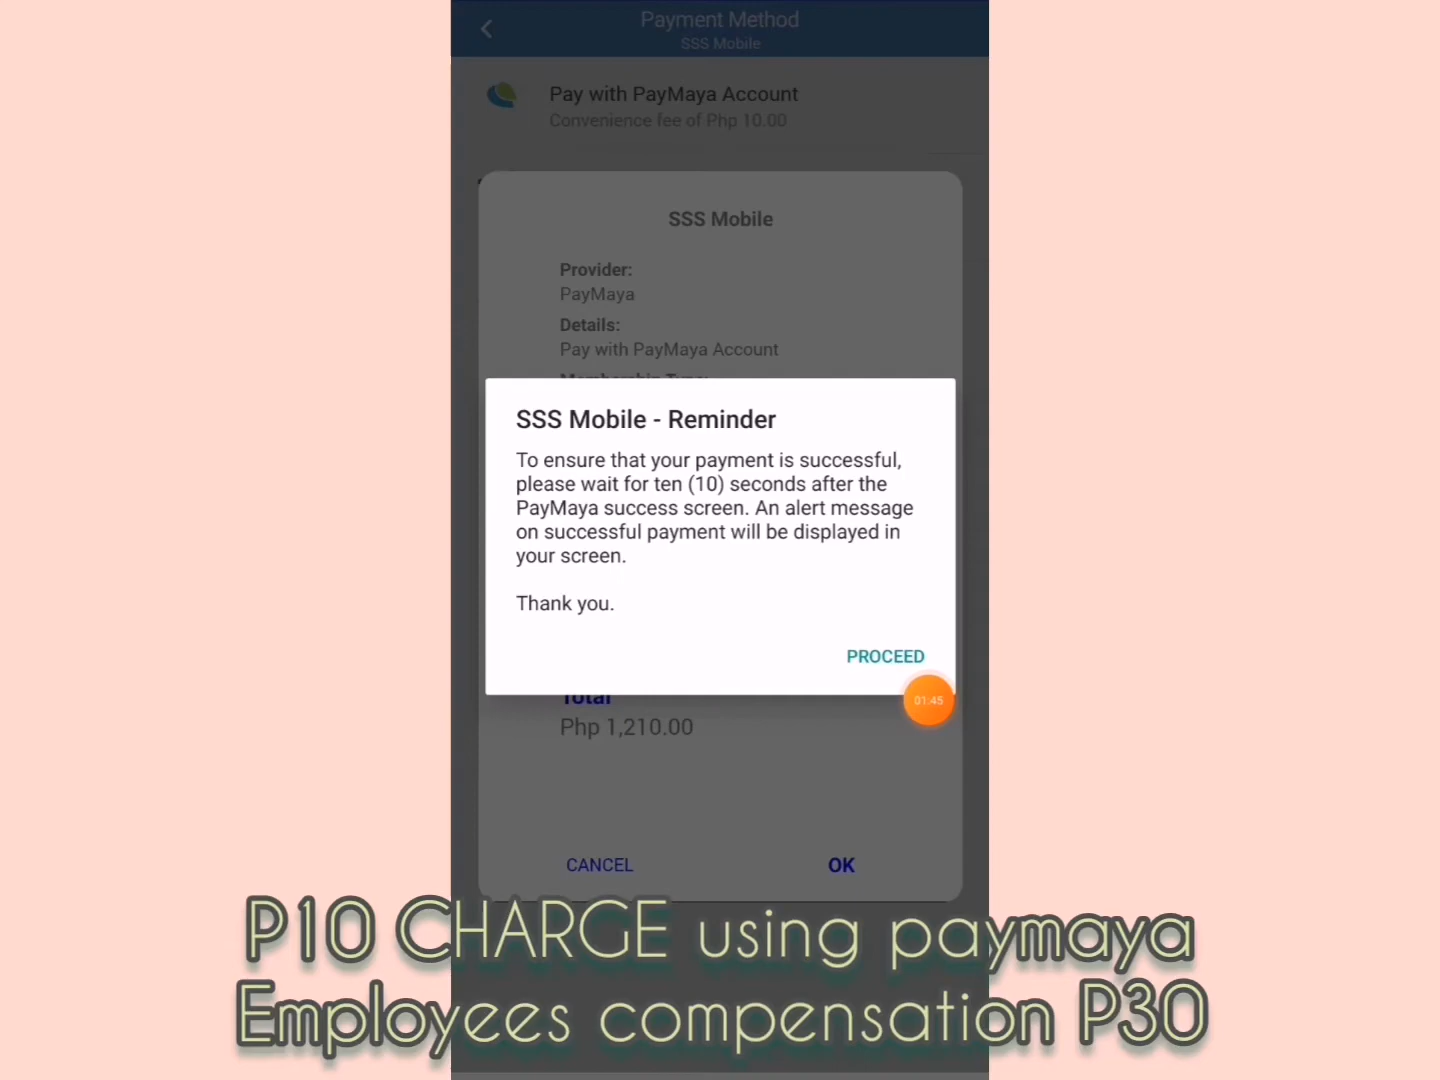 Payment Method
SSS Mobile
Pay with PayMaya Account
Convenience fee of Php 10.00
SSS Mobile
Provider:
PayMaya
Details:
Pay with PayMaya Account
Membership Type:
SSS Mobile - Reminder
To ensure that your payment is successful,
please wait for ten (10) seconds after the
PayMaya success screen. An alert message
on successful payment will be displayed in
your screen.
Thank you.
PROCEED
01:45
Total
Php 1,210.00
CANCEL
OK
P10 CHARGE using paymaya
Employees compensation P30